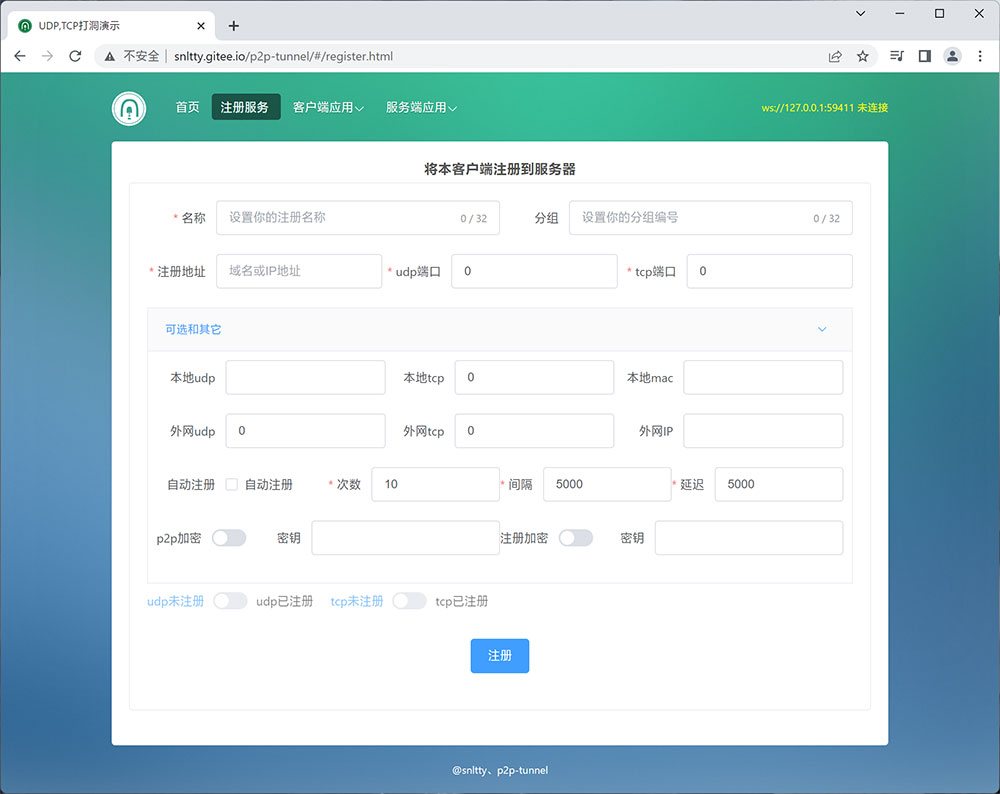 UDP,TCP打洞演示
不安全 snltty.gitee.io/p2p-tunnel/#/register.html
首页 注册服务 客户端应用 服务端应用 ws://127.0.0.1:59411 未连接
将本客户端注册到服务器
* 名称 设置你的注册名称 0 / 32 分组 设置你的分组编号 0 / 32
* 注册地址 域名或IP地址 * udp端口 0 * tcp端口 0
可选和其它
本地udp 本地tcp 0 本地mac
外网udp 0 外网tcp 0 外网IP
自动注册 自动注册 * 次数 10 * 间隔 5000 * 延迟 5000
p2p加密 密钥 注册加密 密钥
udp未注册 udp已注册 tcp未注册 tcp已注册
注册
@snltty、p2p-tunnel